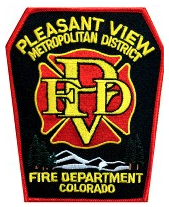 PLEASANT VIEW
METROPOLITAN DISTRICT
P
F D
V
FIRE DEPARTMENT
COLORADO